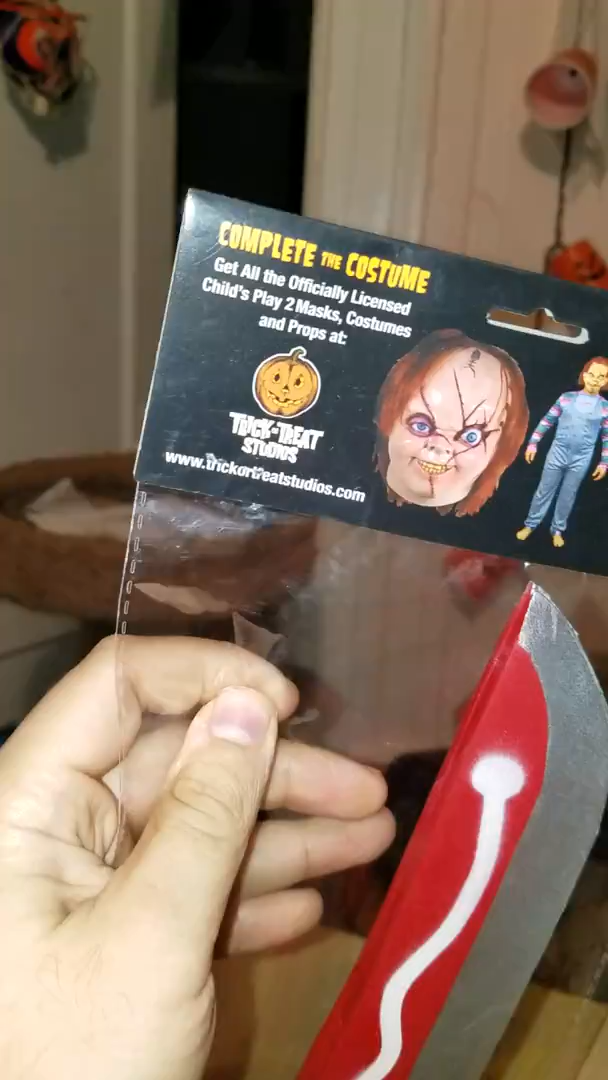 COMPLETE THE COSTUME
Get All the Officially Licensed
Child's Play 2 Masks, Costumes
and Props at:
TRICK OR TREAT
STUDIOS
www.trickortreatstudios.com